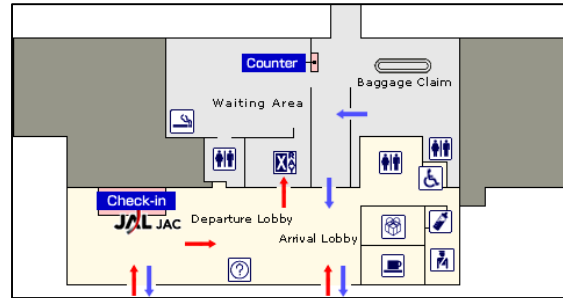 Counter
Baggage Claim
Waiting Area
Check-in
JAL JAC
Departure Lobby
Arrival Lobby
?